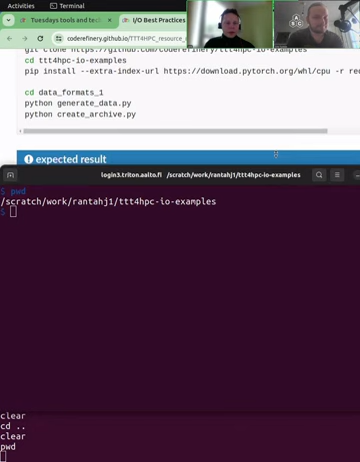 Activities
Terminal
Tuesdays tools and tech
I/O Best Practices
coderefinery.github.io/TTT4HPC_resource_
git clone https://github.com/coderefinery/ttt4hpc-io-examples
cd ttt4hpc-io-examples
pip install --extra-index-url https://download.pytorch.org/whl/cpu -r req
cd data_formats_1
python generate_data.py
python create_archive.py
expected result
login3.triton.aalto.fi /scratch/work/rantahj1/ttt4hpc-io-examples
$ pwd
/scratch/work/rantahj1/ttt4hpc-io-examples
$
clear
cd ..
clear
pwd